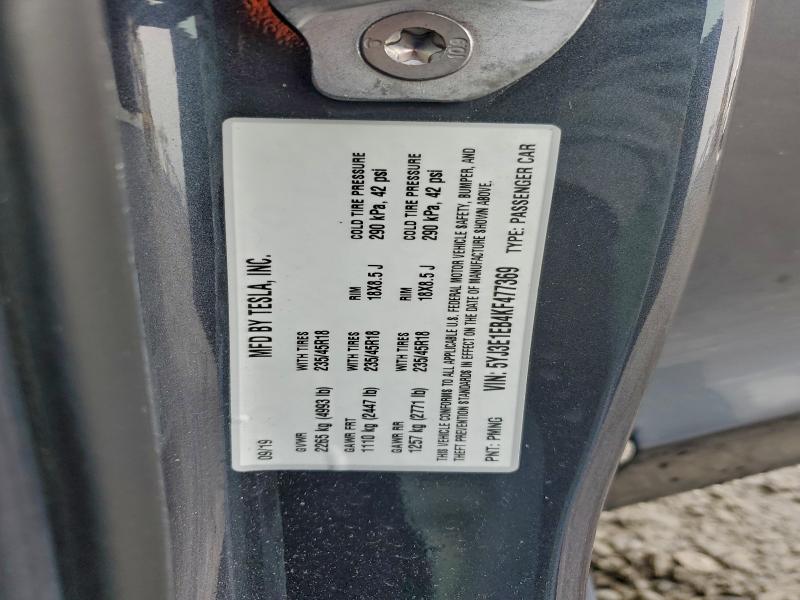 MFD BY TESLA, INC.
09/19
GVWR WITH TIRES
2265 kg (4993 lb) 235/45R18
GAWR FRT WITH TIRES RIM COLD TIRE PRESSURE
1110 kg (2447 lb) 235/45R18 18X8.5 J 290 kPa, 42 psi
GAWR RR WITH TIRES RIM COLD TIRE PRESSURE
1257 kg (2771 lb) 235/45R18 18X8.5 J 290 kPa, 42 psi
THIS VEHICLE CONFORMS TO ALL APPLICABLE U.S. FEDERAL MOTOR VEHICLE SAFETY, BUMPER, AND
THEFT PREVENTION STANDARDS IN EFFECT ON THE DATE OF MANUFACTURE SHOWN ABOVE.
PNT: PMNG VIN: 5YJ3E1EB4KF477369 TYPE: PASSENGER CAR